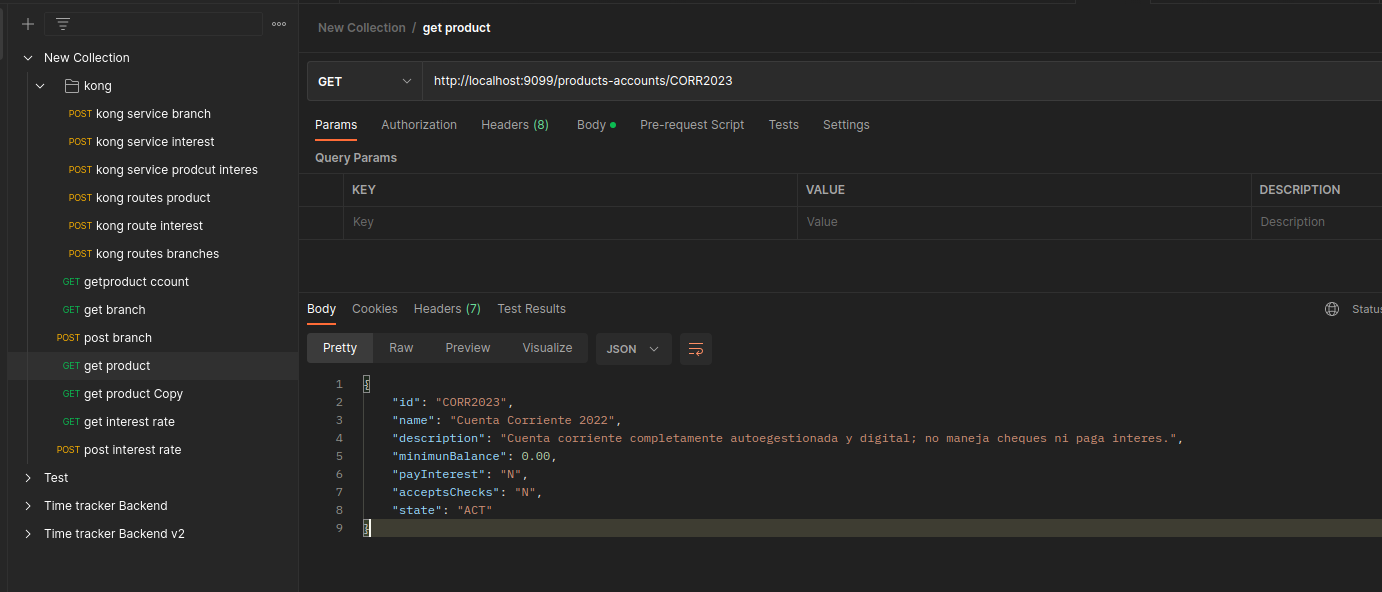 New Collection
kong
POST kong service branch
POST kong service interest
POST kong service prodcut interes
POST kong routes product
POST kong route interest
POST kong routes branches
GET getproduct ccount
GET get branch
POST post branch
GET get product
GET get product Copy
GET get interest rate
POST post interest rate
Test
Time tracker Backend
Time tracker Backend v2
New Collection / get product
GET http://localhost:9099/products-accounts/CORR2023
Params Authorization Headers (8) Body Pre-request Script Tests Settings
Query Params
KEY VALUE DESCRIPTION
Key Value Description
Body Cookies Headers (7) Test Results Status
Pretty Raw Preview Visualize JSON
1 {
2 "id": "CORR2023",
3 "name": "Cuenta Corriente 2022",
4 "description": "Cuenta corriente completamente autoegestionada y digital; no maneja cheques ni paga interes.",
5 "minimunBalance": 0.00,
6 "payInterest": "N",
7 "acceptsChecks": "N",
8 "state": "ACT"
9 }